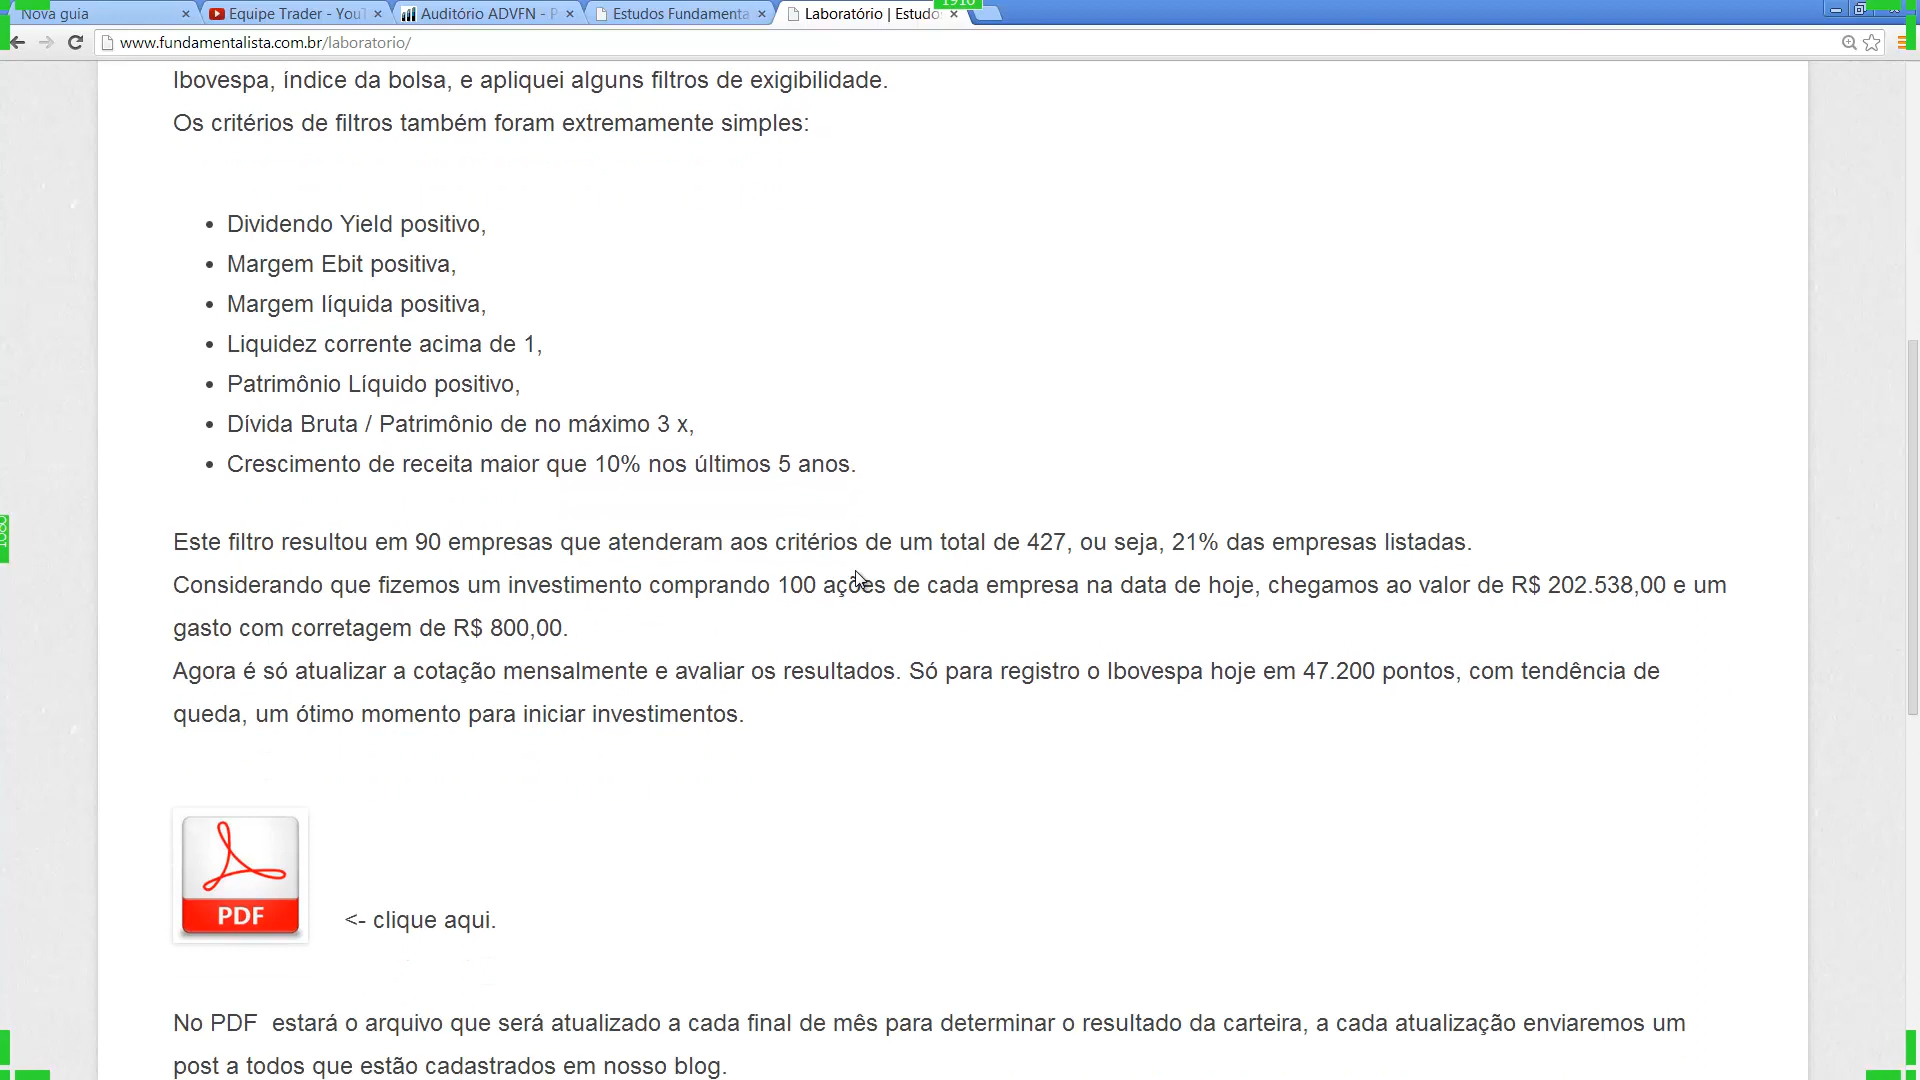 Nova guia
Equipe Trader - You
Auditório ADVFN - P
Estudos Fundamenta
Laboratório | Estudo
1910
www.fundamentalista.com.br/laboratorio/
Ibovespa, índice da bolsa, e apliquei alguns filtros de exigibilidade.
Os critérios de filtros também foram extremamente simples:
• Dividendo Yield positivo,
• Margem Ebit positiva,
• Margem líquida positiva,
• Liquidez corrente acima de 1,
• Patrimônio Líquido positivo,
• Dívida Bruta / Patrimônio de no máximo 3 x,
• Crescimento de receita maior que 10% nos últimos 5 anos.
1080
Este filtro resultou em 90 empresas que atenderam aos critérios de um total de 427, ou seja, 21% das empresas listadas.
Considerando que fizemos um investimento comprando 100 ações de cada empresa na data de hoje, chegamos ao valor de R$ 202.538,00 e um
gasto com corretagem de R$ 800,00.
Agora é só atualizar a cotação mensalmente e avaliar os resultados. Só para registro o Ibovespa hoje em 47.200 pontos, com tendência de
queda, um ótimo momento para iniciar investimentos.
PDF
<- clique aqui.
No PDF  estará o arquivo que será atualizado a cada final de mês para determinar o resultado da carteira, a cada atualização enviaremos um
post a todos que estão cadastrados em nosso blog.